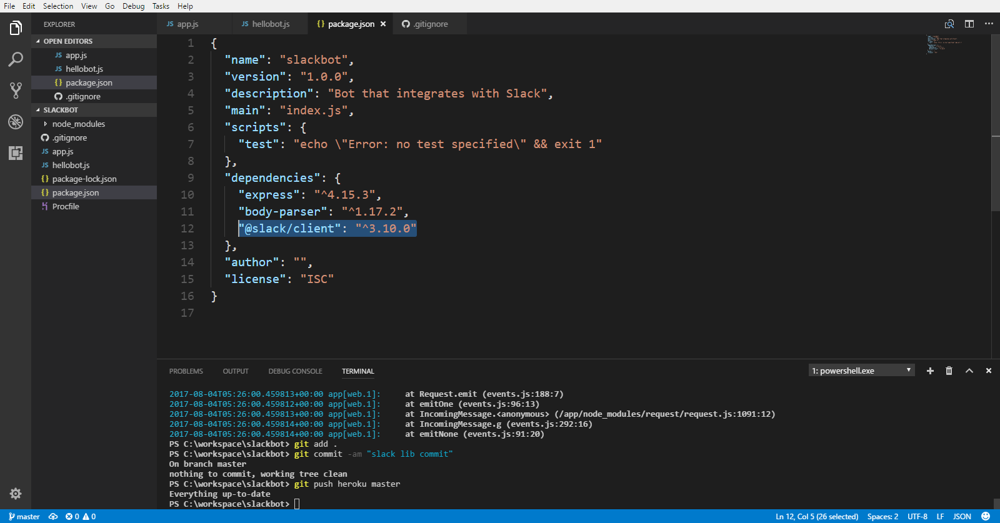 File Edit Selection View Go Debug Tasks Help
EXPLORER
OPEN EDITORS
JS app.js
JS hellobot.js
{} package.json
.gitignore
SLACKBOT
node_modules
.gitignore
JS app.js
JS hellobot.js
{} package-lock.json
{} package.json
Procfile
JS app.js JS hellobot.js {} package.json × .gitignore
1 {
2 "name": "slackbot",
3 "version": "1.0.0",
4 "description": "Bot that integrates with Slack",
5 "main": "index.js",
6 "scripts": {
7 "test": "echo \"Error: no test specified\" && exit 1"
8 },
9 "dependencies": {
10 "express": "^4.15.3",
11 "body-parser": "^1.17.2",
12 "@slack/client": "^3.10.0"
13 },
14 "author": "",
15 "license": "ISC"
16 }
17
PROBLEMS OUTPUT DEBUG CONSOLE TERMINAL 1: powershell.exe
2017-08-04T05:26:00.459813+00:00 app[web.1]: at Request.emit (events.js:188:7)
2017-08-04T05:26:00.459812+00:00 app[web.1]: at emitOne (events.js:96:13)
2017-08-04T05:26:00.459813+00:00 app[web.1]: at IncomingMessage.<anonymous> (/app/node_modules/request/request.js:1091:12)
2017-08-04T05:26:00.459814+00:00 app[web.1]: at IncomingMessage.g (events.js:292:16)
2017-08-04T05:26:00.459814+00:00 app[web.1]: at emitNone (events.js:91:20)
PS C:\workspace\slackbot> git add .
PS C:\workspace\slackbot> git commit -am "slack lib commit"
On branch master
nothing to commit, working tree clean
PS C:\workspace\slackbot> git push heroku master
Everything up-to-date
PS C:\workspace\slackbot>
master 0 0 Ln 12, Col 5 (26 selected) Spaces: 2 UTF-8 LF JSON